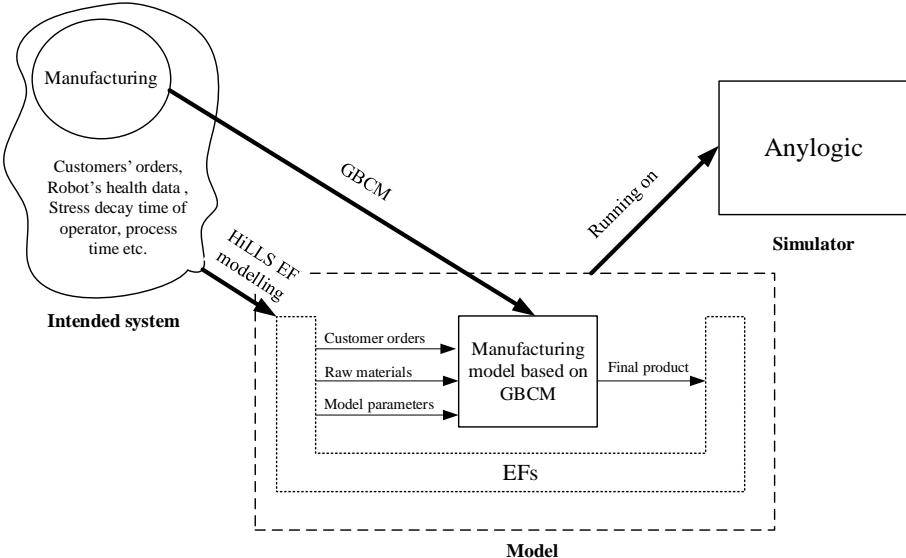 Manufacturing
Customers’ orders,
Robot’s health data ,
Stress decay time of
operator, process
time etc.
Intended system
GBCM
HiLLS EF
modelling
Running on
Anylogic
Simulator
Customer orders
Raw materials
Model parameters
Manufacturing
model based on
GBCM
Final product
EFs
Model